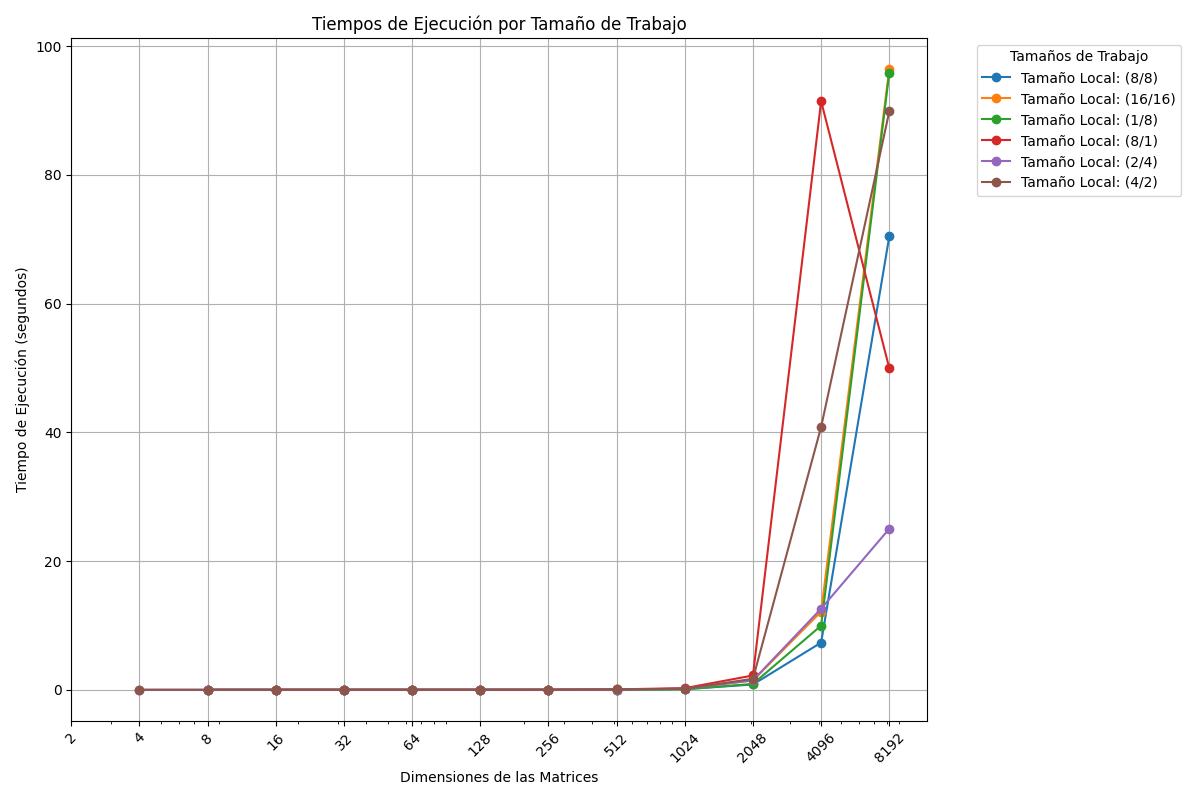 Tiempos de Ejecución por Tamaño de Trabajo
Tiempo de Ejecución (segundos)
100
80
60
40
20
0
2
4
8
16
32
64
128
256
512
1024
2048
4096
8192
Dimensiones de las Matrices
Tamaños de Trabajo
Tamaño Local: (8/8)
Tamaño Local: (16/16)
Tamaño Local: (1/8)
Tamaño Local: (8/1)
Tamaño Local: (2/4)
Tamaño Local: (4/2)